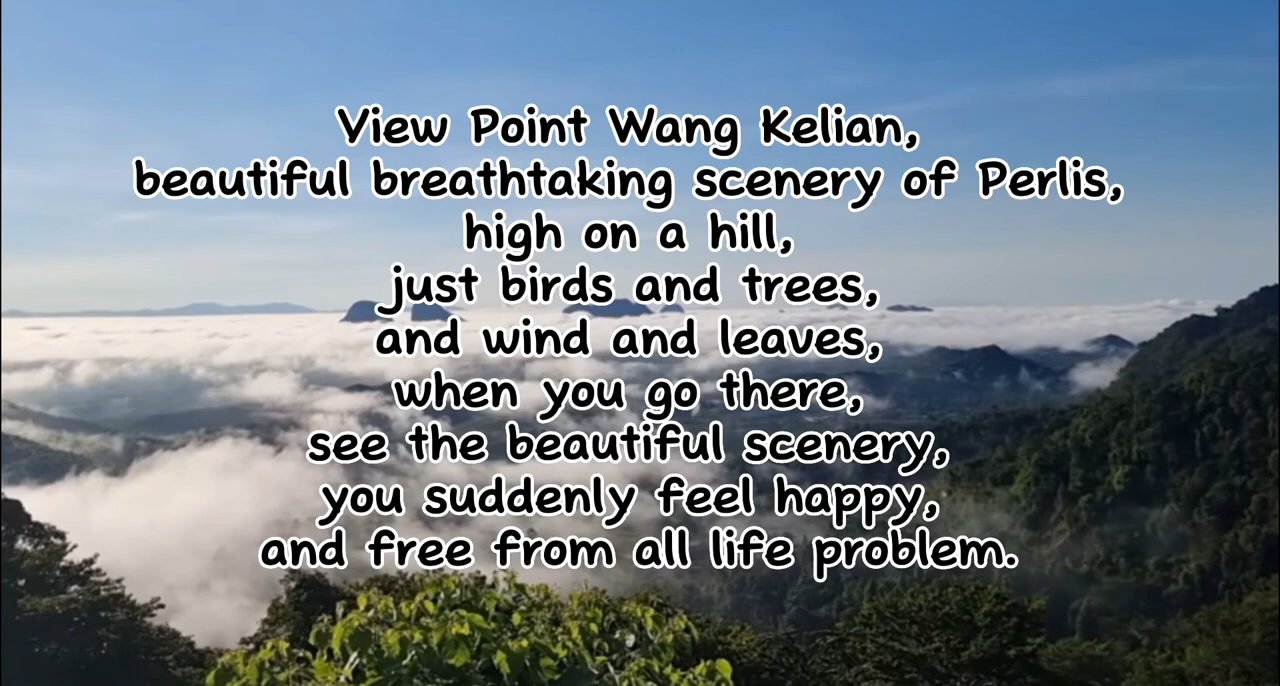 View Point Wang Kelian,
beautiful breathtaking scenery of Perlis,
high on a hill,
just birds and trees,
and wind and leaves,
when you go there,
see the beautiful scenery,
you suddenly feel happy,
and free from all life problem.